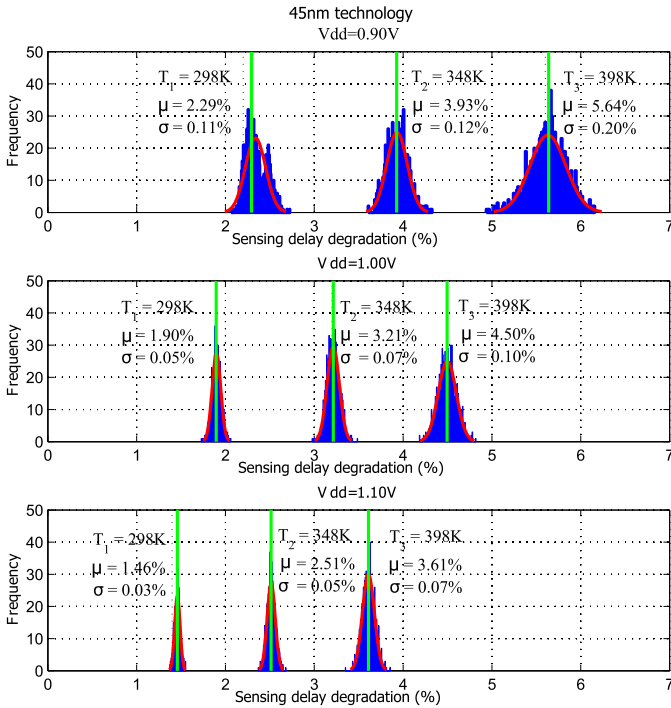 45nm technology
Vdd=0.90V
50
40
30
20
10
0
Frequency
T1 = 298K
μ = 2.29%
σ = 0.11%
T2 = 348K
μ = 3.93%
σ = 0.12%
T3 = 398K
μ = 5.64%
σ = 0.20%
0 1 2 3 4 5 6 7
Sensing delay degradation (%)
Vdd=1.00V
50
40
30
20
10
0
Frequency
T1 = 298K
μ = 1.90%
σ = 0.05%
T2 = 348K
μ = 3.21%
σ = 0.07%
T3 = 398K
μ = 4.50%
σ = 0.10%
0 1 2 3 4 5 6 7
Sensing delay degradation (%)
Vdd=1.10V
50
40
30
20
10
0
Frequency
T1 = 298K
μ = 1.46%
σ = 0.03%
T2 = 348K
μ = 2.51%
σ = 0.05%
T3 = 398K
μ = 3.61%
σ = 0.07%
0 1 2 3 4 5 6 7
Sensing delay degradation (%)